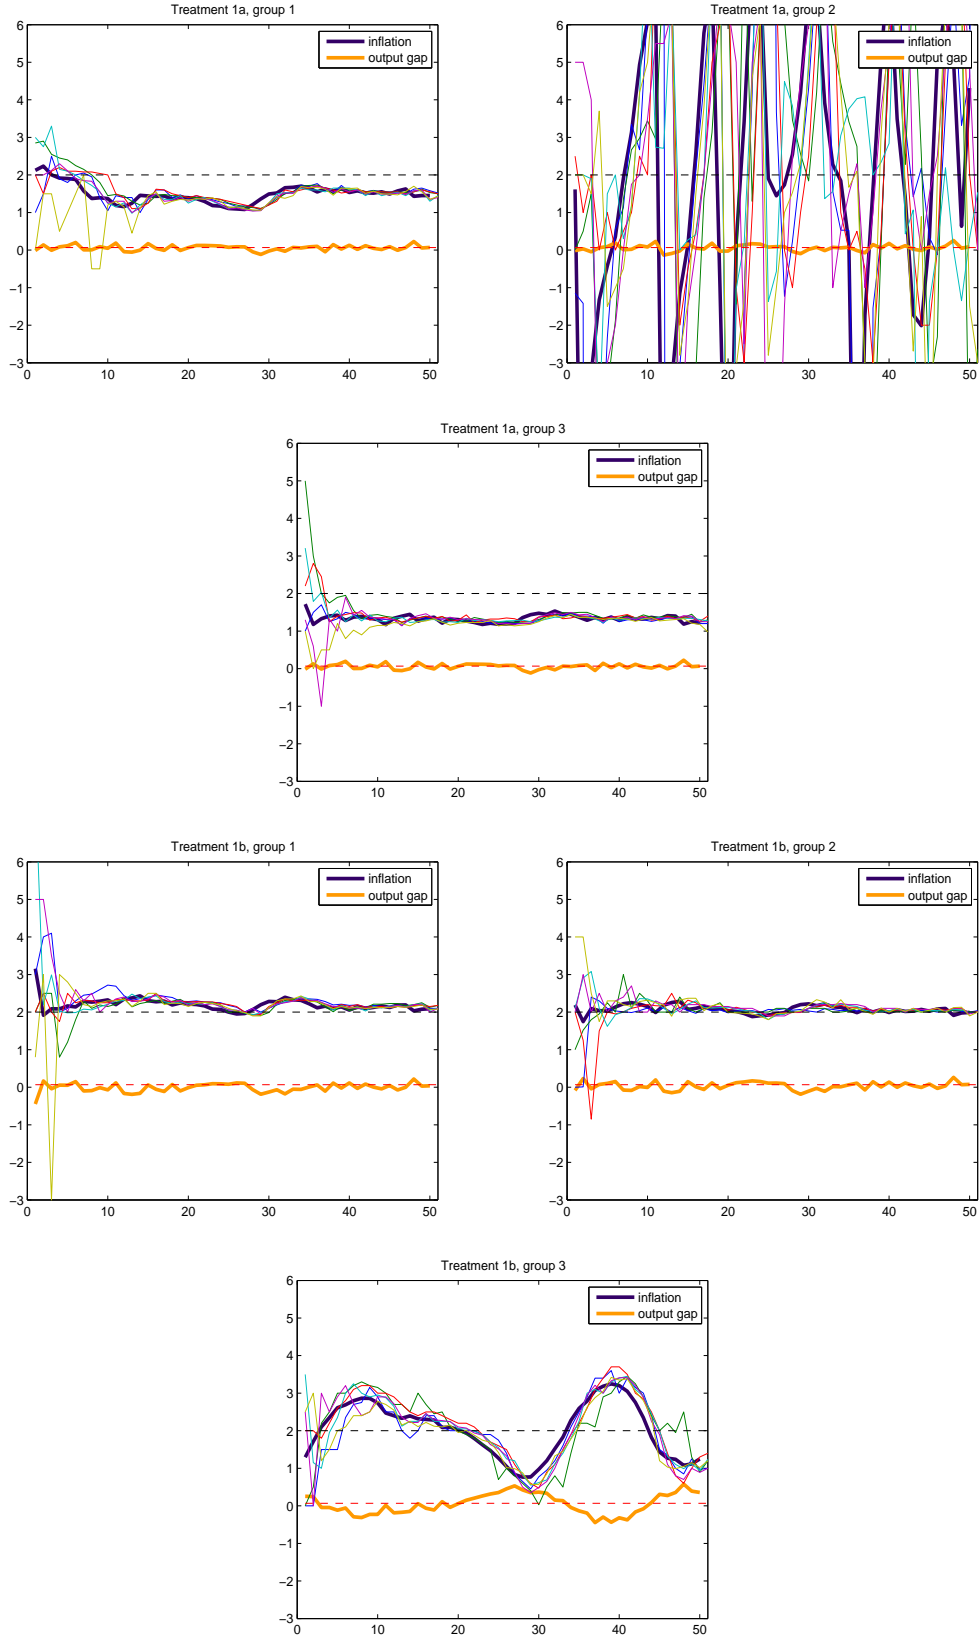 Treatment 1a, group 1
6
5
4
3
2
1
0
−1
−2
−3
0 10 20 30 40 50
inflation
output gap
Treatment 1a, group 2
6
5
4
3
2
1
0
−1
−2
−3
0 10 20 30 40 50
inflation
output gap
Treatment 1a, group 3
6
5
4
3
2
1
0
−1
−2
−3
0 10 20 30 40 50
inflation
output gap
Treatment 1b, group 1
6
5
4
3
2
1
0
−1
−2
−3
0 10 20 30 40 50
inflation
output gap
Treatment 1b, group 2
6
5
4
3
2
1
0
−1
−2
−3
0 10 20 30 40 50
inflation
output gap
Treatment 1b, group 3
6
5
4
3
2
1
0
−1
−2
−3
0 10 20 30 40 50
inflation
output gap